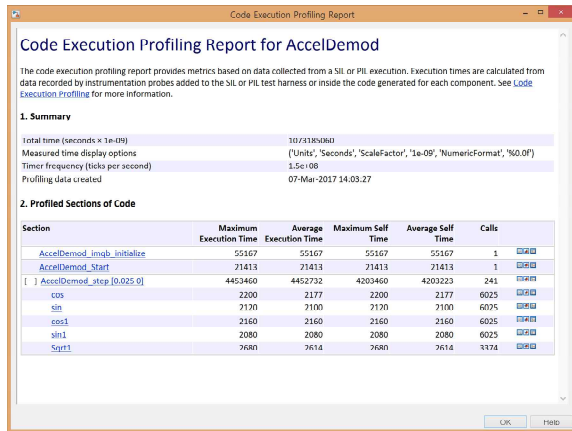 Code Execution Profiling Report
Code Execution Profiling Report for AccelDemod
The code execution profiling report provides metrics based on data collected from a SIL or PIL execution. Execution times are calculated from
data recorded by instrumentation probes added to the SIL or PIL test harness or inside the code generated for each component. See Code
Execution Profiling for more information.
1. Summary
Total time (seconds × 1e-09) 1073185060
Measured time display options ('Units', 'Seconds', 'ScaleFactor', '1e-09', 'NumericFormat', '%0.0f')
Timer frequency (ticks per second) 1.5e+08
Profiling data created 07-Mar-2017 14:03:27
2. Profiled Sections of Code
Section Maximum Execution Time Average Execution Time Maximum Self Time Average Self Time Calls
AccelDemod_imqb_initialize 55167 55167 55167 55167 1
AccelDemod_Start 21413 21413 21413 21413 1
[ ] AccelDemod_step [0.025 0] 4453460 4452732 4203460 4203223 241
cos 2200 2177 2200 2177 6025
sin 2120 2100 2120 2100 6025
cos1 2160 2160 2160 2160 6025
sin1 2080 2080 2080 2080 6025
Sqrt1 2680 2614 2680 2614 3374
OK Help